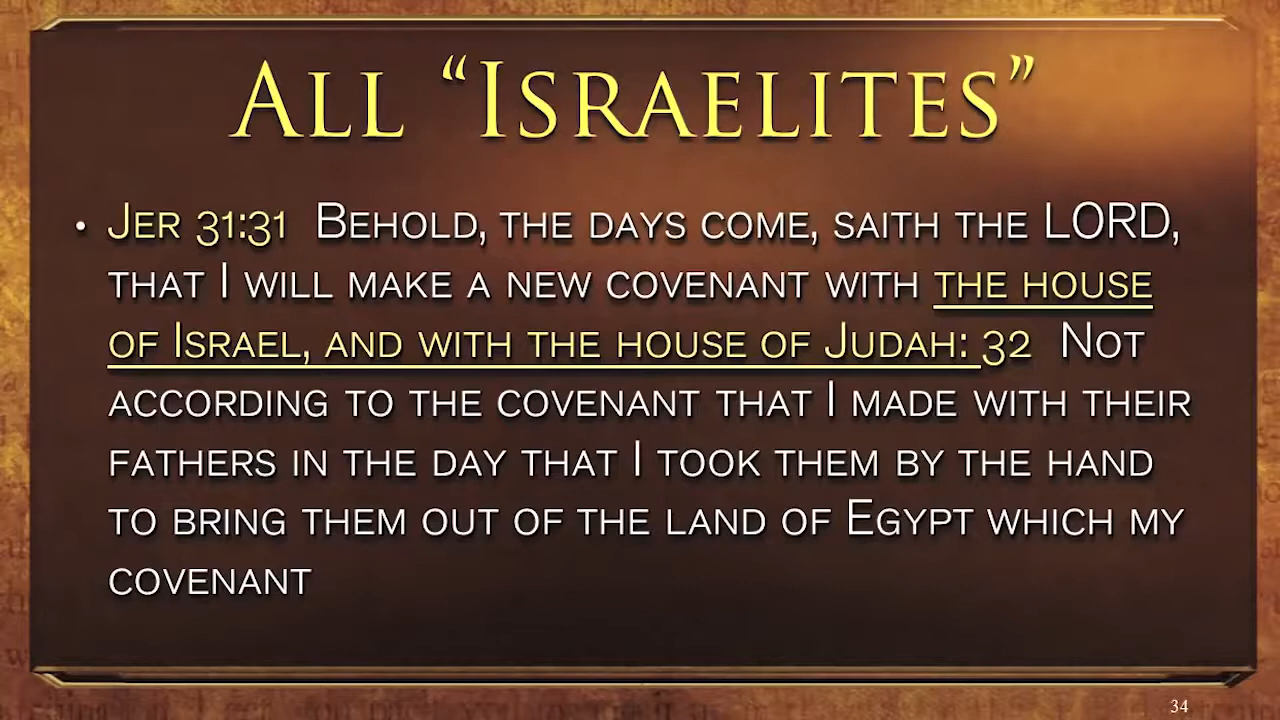 All “Israelites”
• Jer 31:31 Behold, the days come, saith the LORD,
that I will make a new covenant with the house
of Israel, and with the house of Judah: 32 Not
according to the covenant that I made with their
fathers in the day that I took them by the hand
to bring them out of the land of Egypt which my
covenant
34